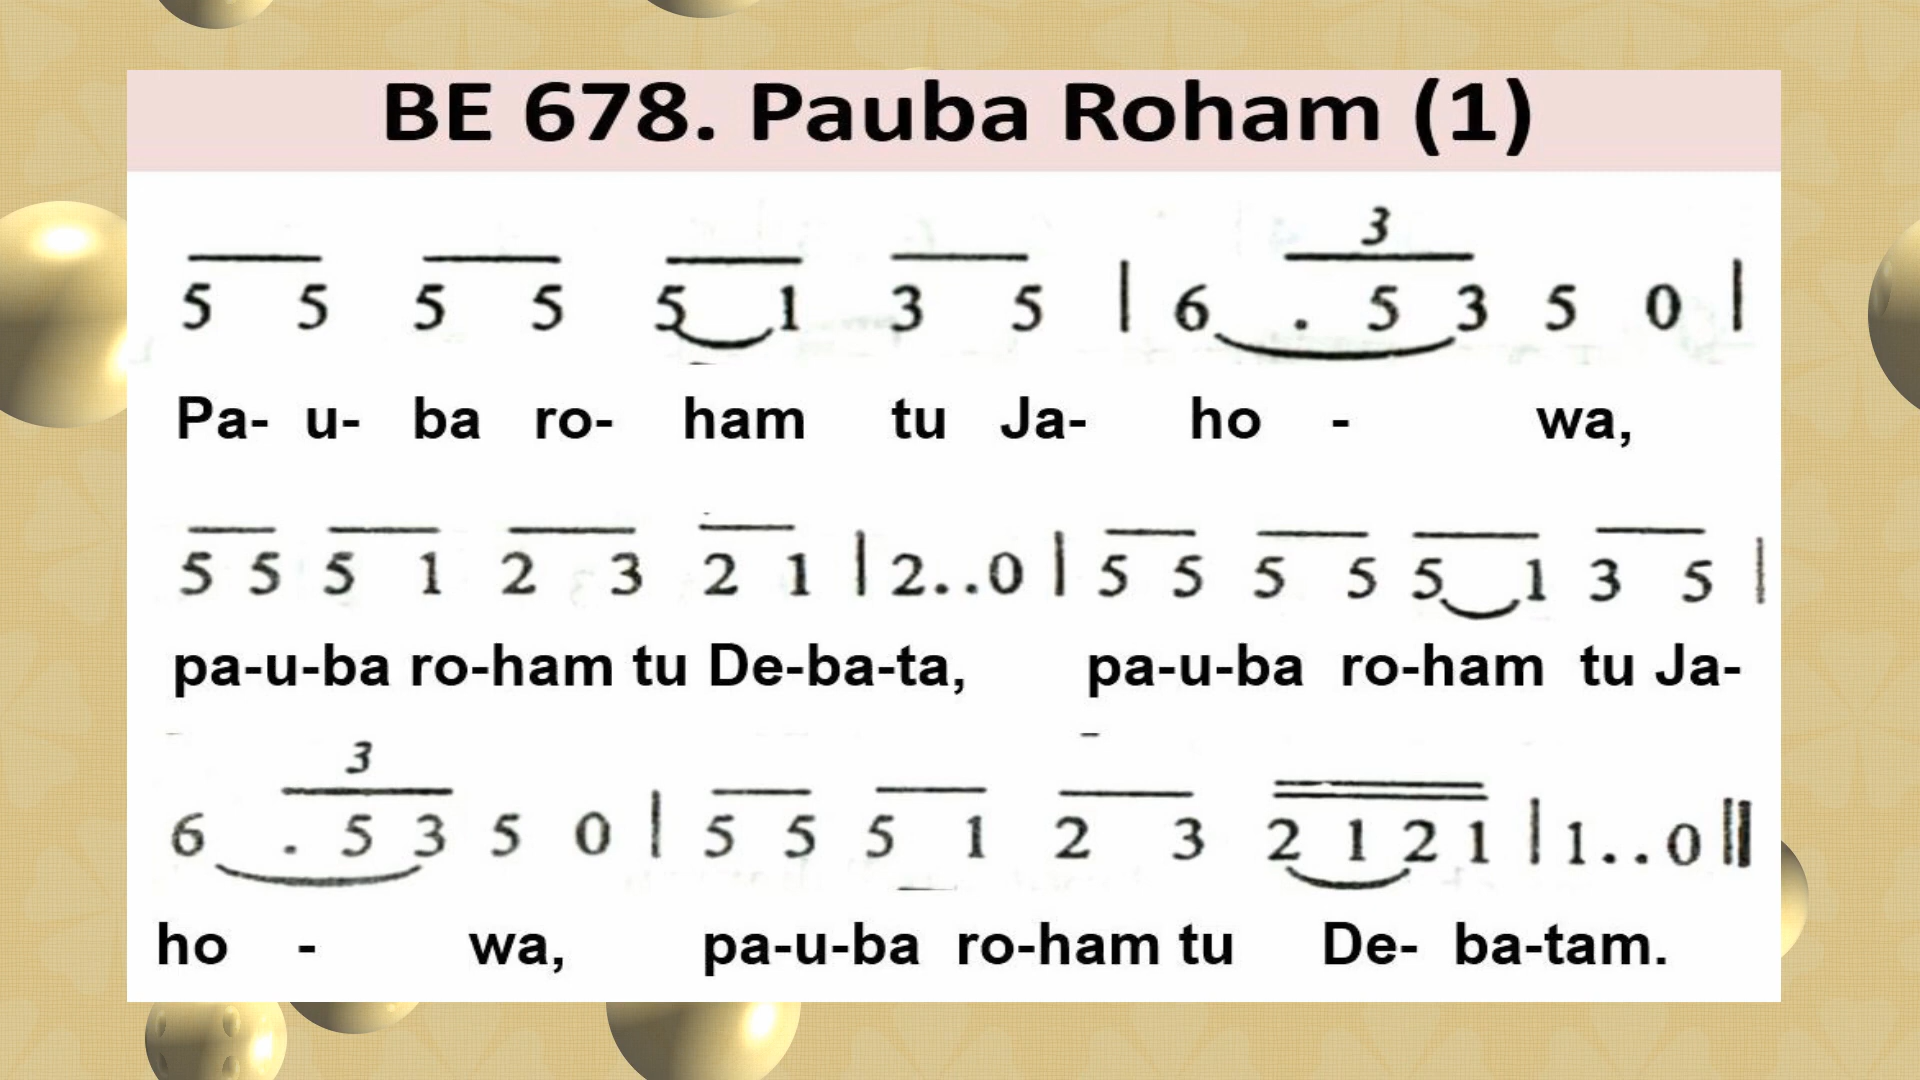 BE 678. Pauba Roham (1)
3
5 5 5 5 5 1 3 5 | 6 . 5 3 5 0 |
Pa- u- ba ro- ham tu Ja- ho - wa,
5 5 5 1 2 3 2 1 | 2 . . 0 | 5 5 5 5 5 1 3 5 |
pa-u-ba ro-ham tu De-ba-ta, pa-u-ba ro-ham tu Ja-
3
6 . 5 3 5 0 | 5 5 5 1 2 3 2 1 2 1 | 1 . . 0 ||
ho - wa, pa-u-ba ro-ham tu De- ba-tam.